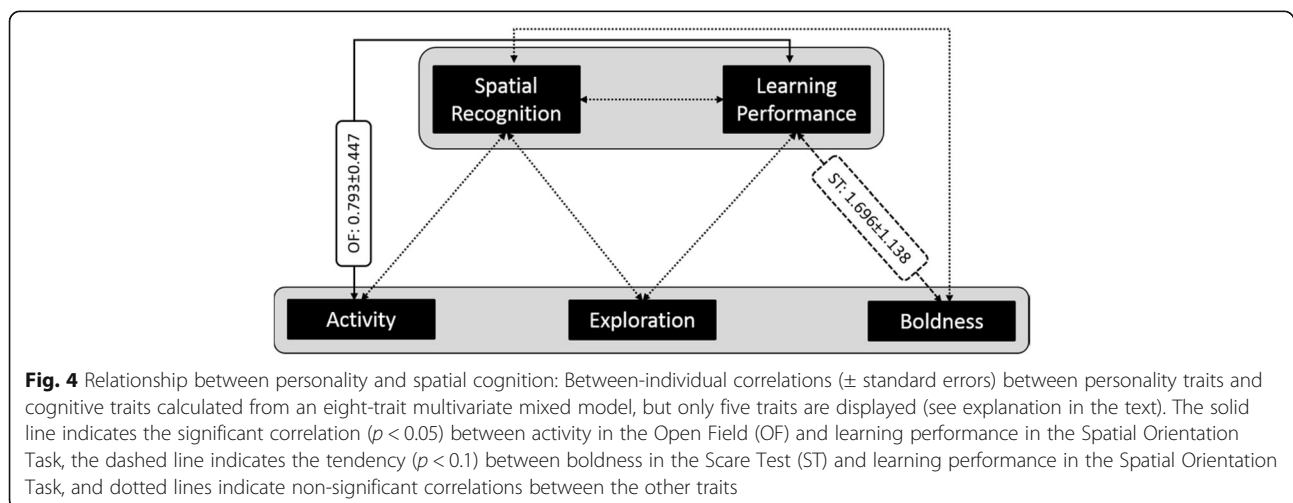 Spatial
Recognition
Learning
Performance
OF: 0.793±0.447
ST: 1.696±1.138
Activity
Exploration
Boldness
Fig. 4 Relationship between personality and spatial cognition: Between-individual correlations (± standard errors) between personality traits and
cognitive traits calculated from an eight-trait multivariate mixed model, but only five traits are displayed (see explanation in the text). The solid
line indicates the significant correlation (p < 0.05) between activity in the Open Field (OF) and learning performance in the Spatial Orientation
Task, the dashed line indicates the tendency (p < 0.1) between boldness in the Scare Test (ST) and learning performance in the Spatial Orientation
Task, and dotted lines indicate non-significant correlations between the other traits